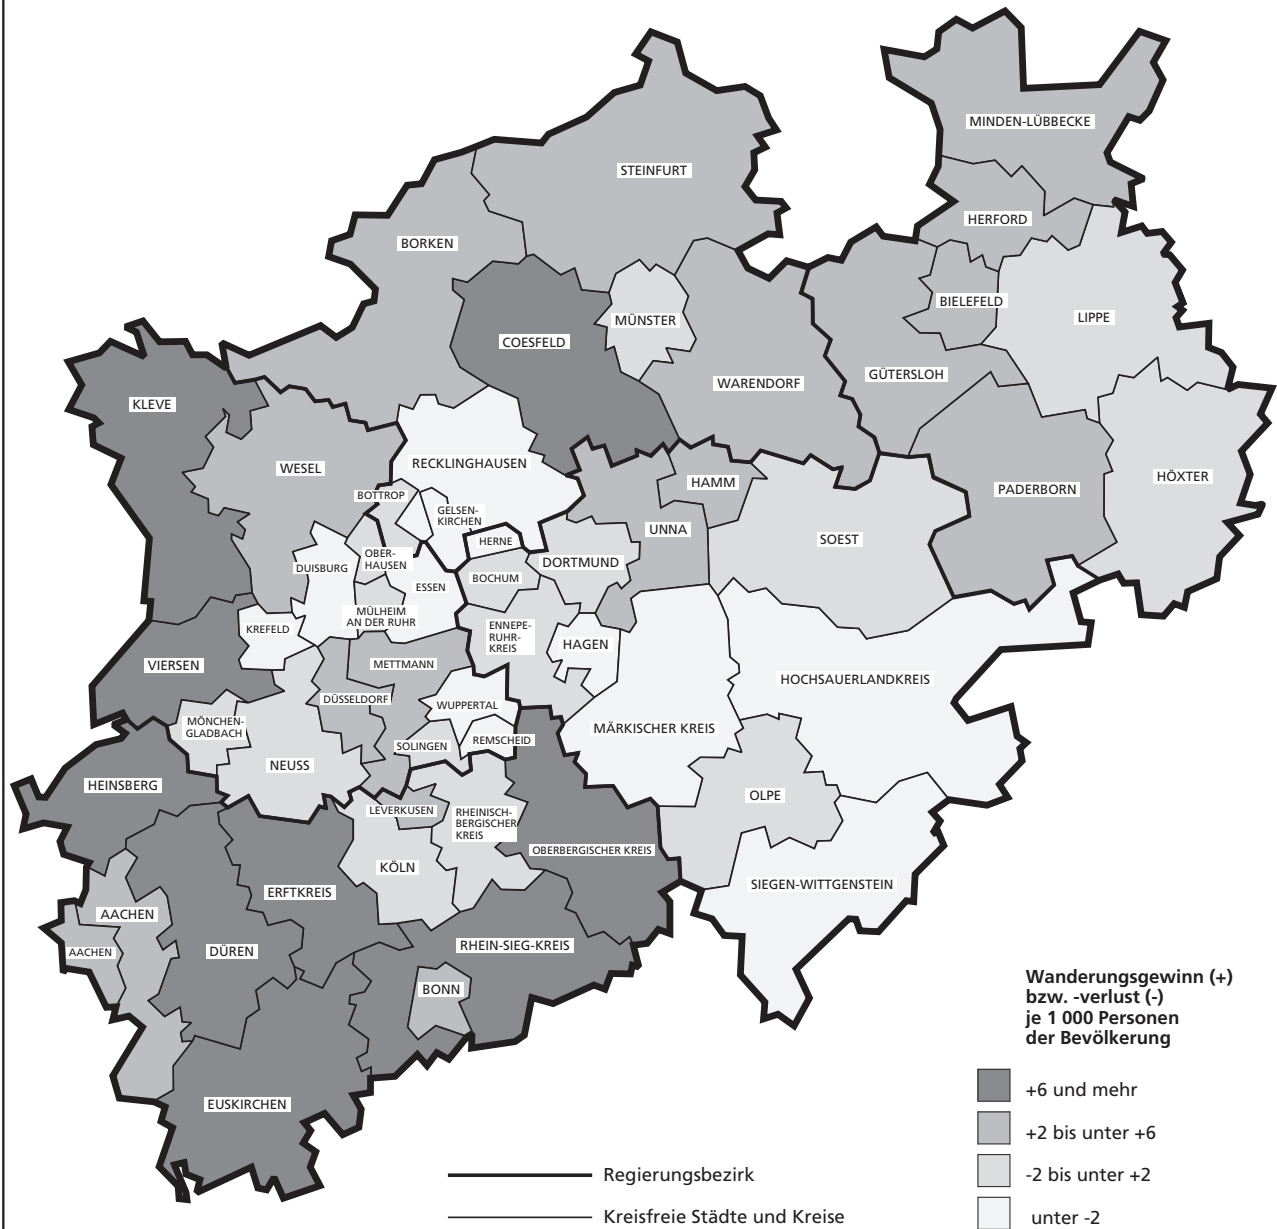 MINDEN-LÜBBECKE
STEINFURT
HERFORD
BORKEN
BIELEFELD
LIPPE
MÜNSTER
COESFELD
GÜTERSLOH
WARENDORF
KLEVE
RECKLINGHAUSEN
WESEL
HÖXTER
HAMM
PADERBORN
BOTTROP
GELSEN-
KIRCHEN
UNNA
SOEST
HERNE
OBER-
HAUSEN
DORTMUND
DUISBURG
BOCHUM
ESSEN
MÜLHEIM
AN DER RUHR
KREFELD
ENNEPE-
RUHR-
KREIS
HAGEN
VIERSEN
METTMANN
HOCHSAUERLANDKREIS
DÜSSELDORF
WUPPERTAL
MÖNCHEN-
GLADBACH
MÄRKISCHER KREIS
SOLINGEN
REMSCHEID
NEUSS
HEINSBERG
OLPE
LEVERKUSEN
RHEINISCH-
BERGISCHER
KREIS
OBERBERGISCHER KREIS
KÖLN
SIEGEN-WITTGENSTEIN
ERFTKREIS
AACHEN
RHEIN-SIEG-KREIS
AACHEN
DÜREN
BONN
EUSKIRCHEN
Wanderungsgewinn (+)
bzw. -verlust (-)
je 1 000 Personen
der Bevölkerung
+6 und mehr
+2 bis unter +6
-2 bis unter +2
unter -2
Regierungsbezirk
Kreisfreie Städte und Kreise